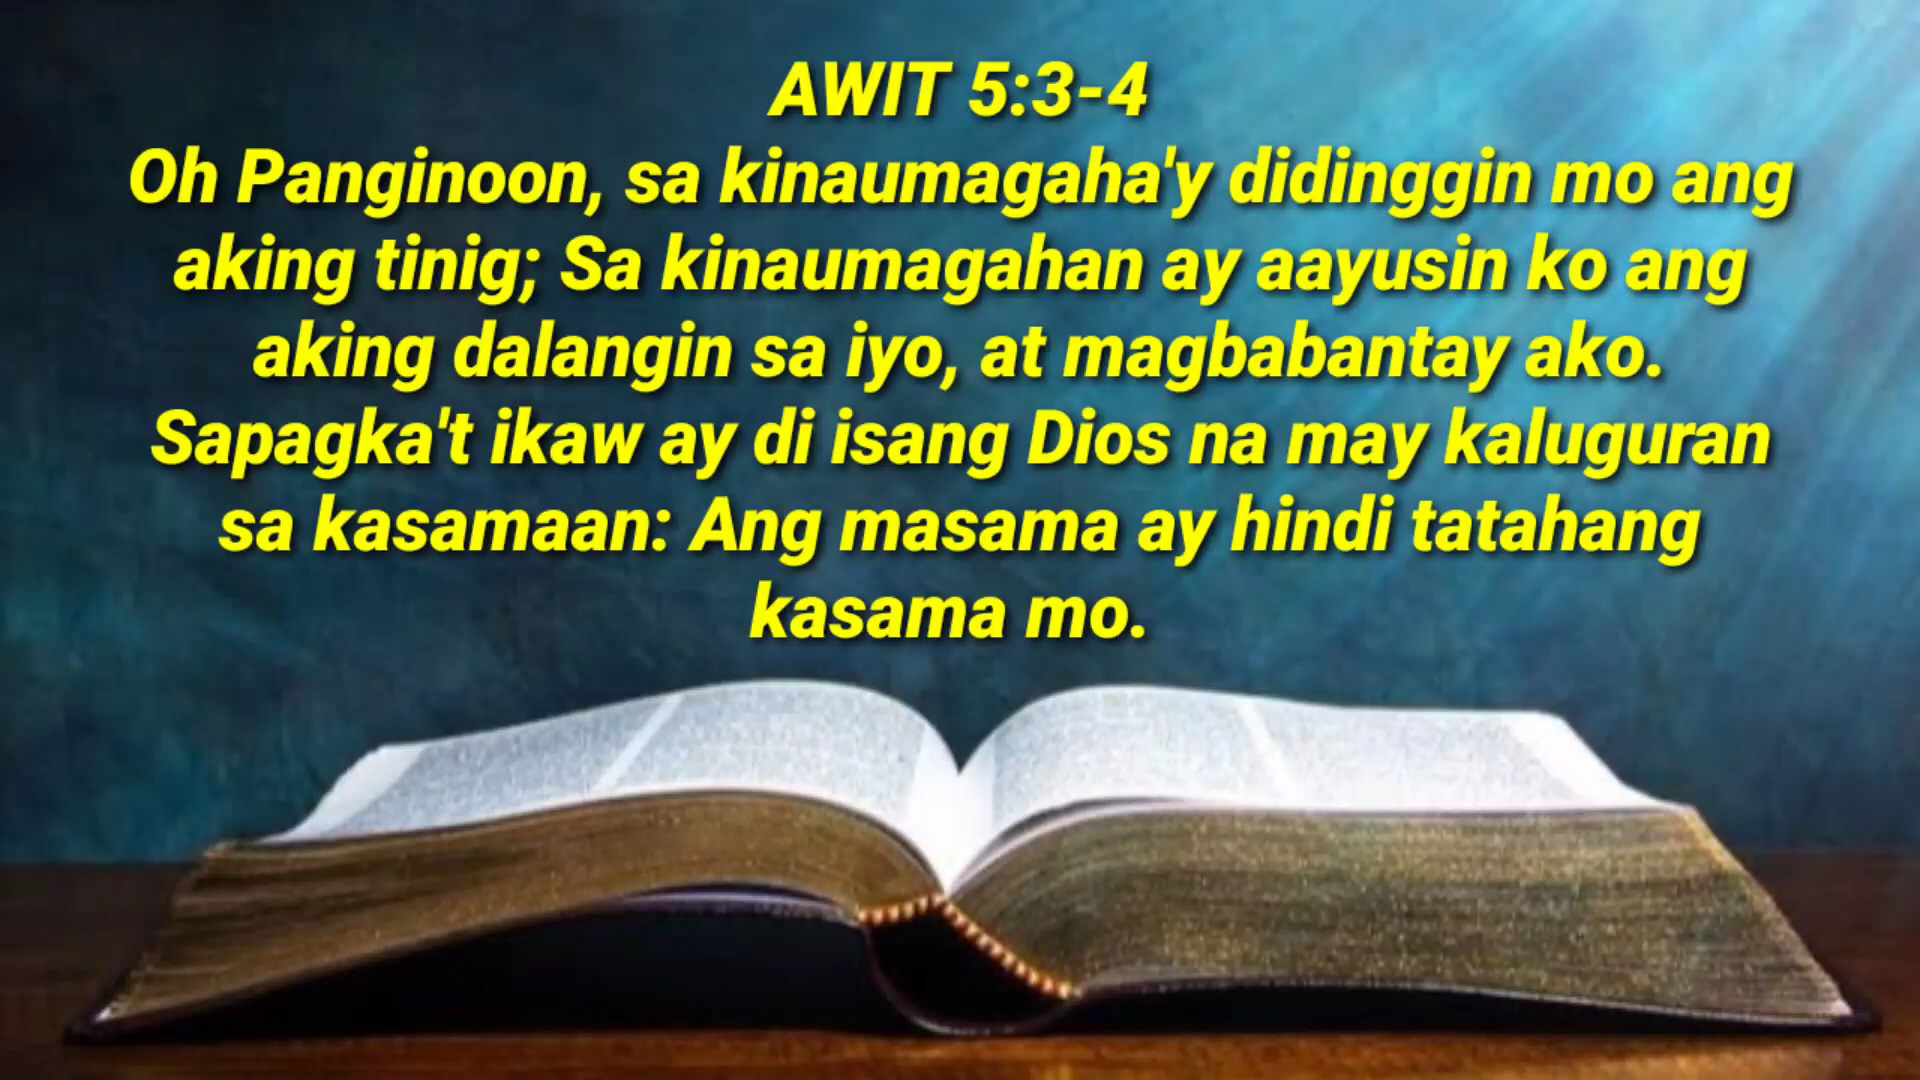 AWIT 5:3-4
Oh Panginoon, sa kinaumagaha'y didinggin mo ang
aking tinig; Sa kinaumagahan ay aayusin ko ang
aking dalangin sa iyo, at magbabantay ako.
Sapagka't ikaw ay di isang Dios na may kaluguran
sa kasamaan: Ang masama ay hindi tatahang
kasama mo.